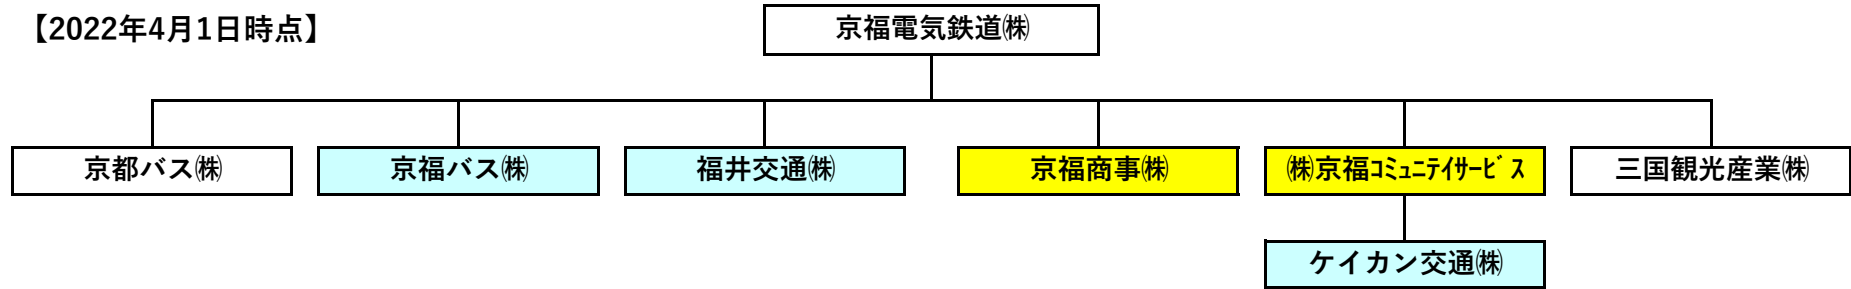 【2022年4月1日時点】
京福電気鉄道㈱
京都バス㈱
京福バス㈱
福井交通㈱
京福商事㈱
㈱京福ｺﾐｭﾆﾃｲｻｰﾋﾞｽ
三国観光産業㈱
ケイカン交通㈱